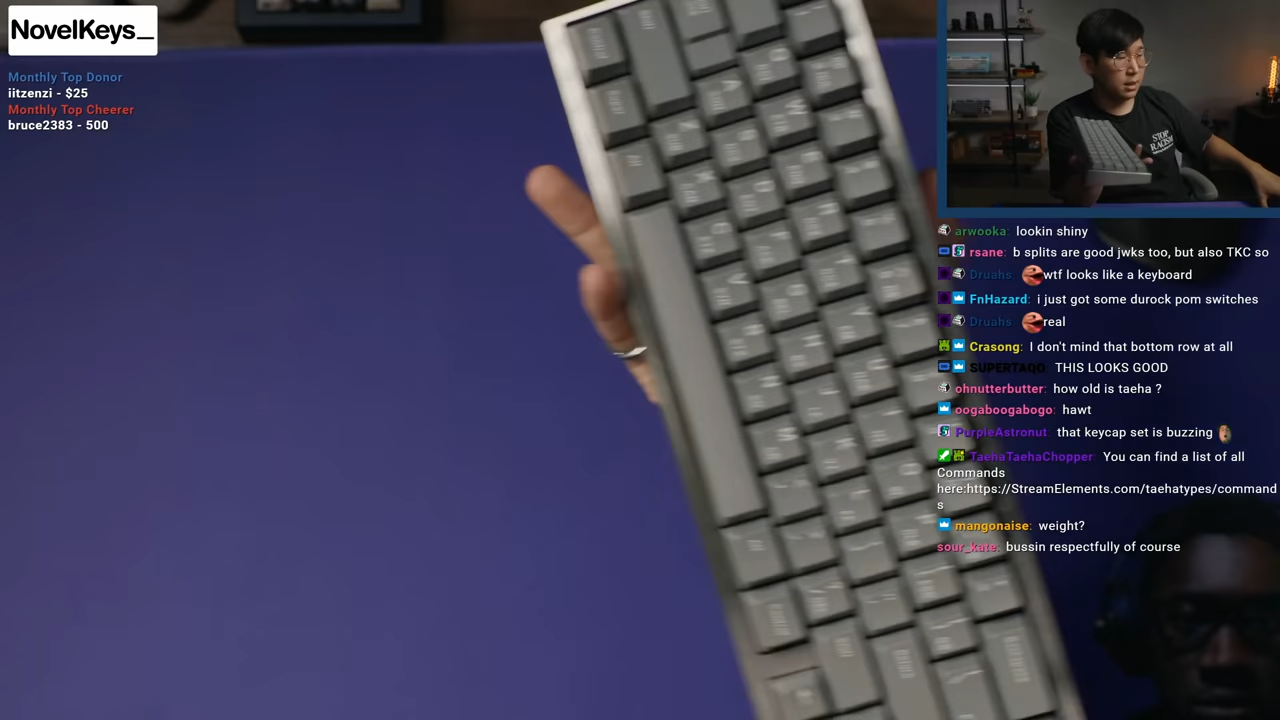 NovelKeys_
Monthly Top Donor
iitzenzi - $25
Monthly Top Cheerer
bruce2383 - 500
STOP
RACISM
arwooka: lookin shiny
rsane: b splits are good jwks too, but also TKC so
Druahs: wtf looks like a keyboard
FnHazard: i just got some durock pom switches
Druahs: real
Crasong: I don't mind that bottom row at all
SUPERTAQO: THIS LOOKS GOOD
ohnutterbutter: how old is taeha ?
oogaboogabogo: hawt
PurpleAstronut: that keycap set is buzzing
TaehaTaehaChopper: You can find a list of all
Commands
here:https://StreamElements.com/taehatypes/command
s
mangonaise: weight?
sour_kate: bussin respectfully of course